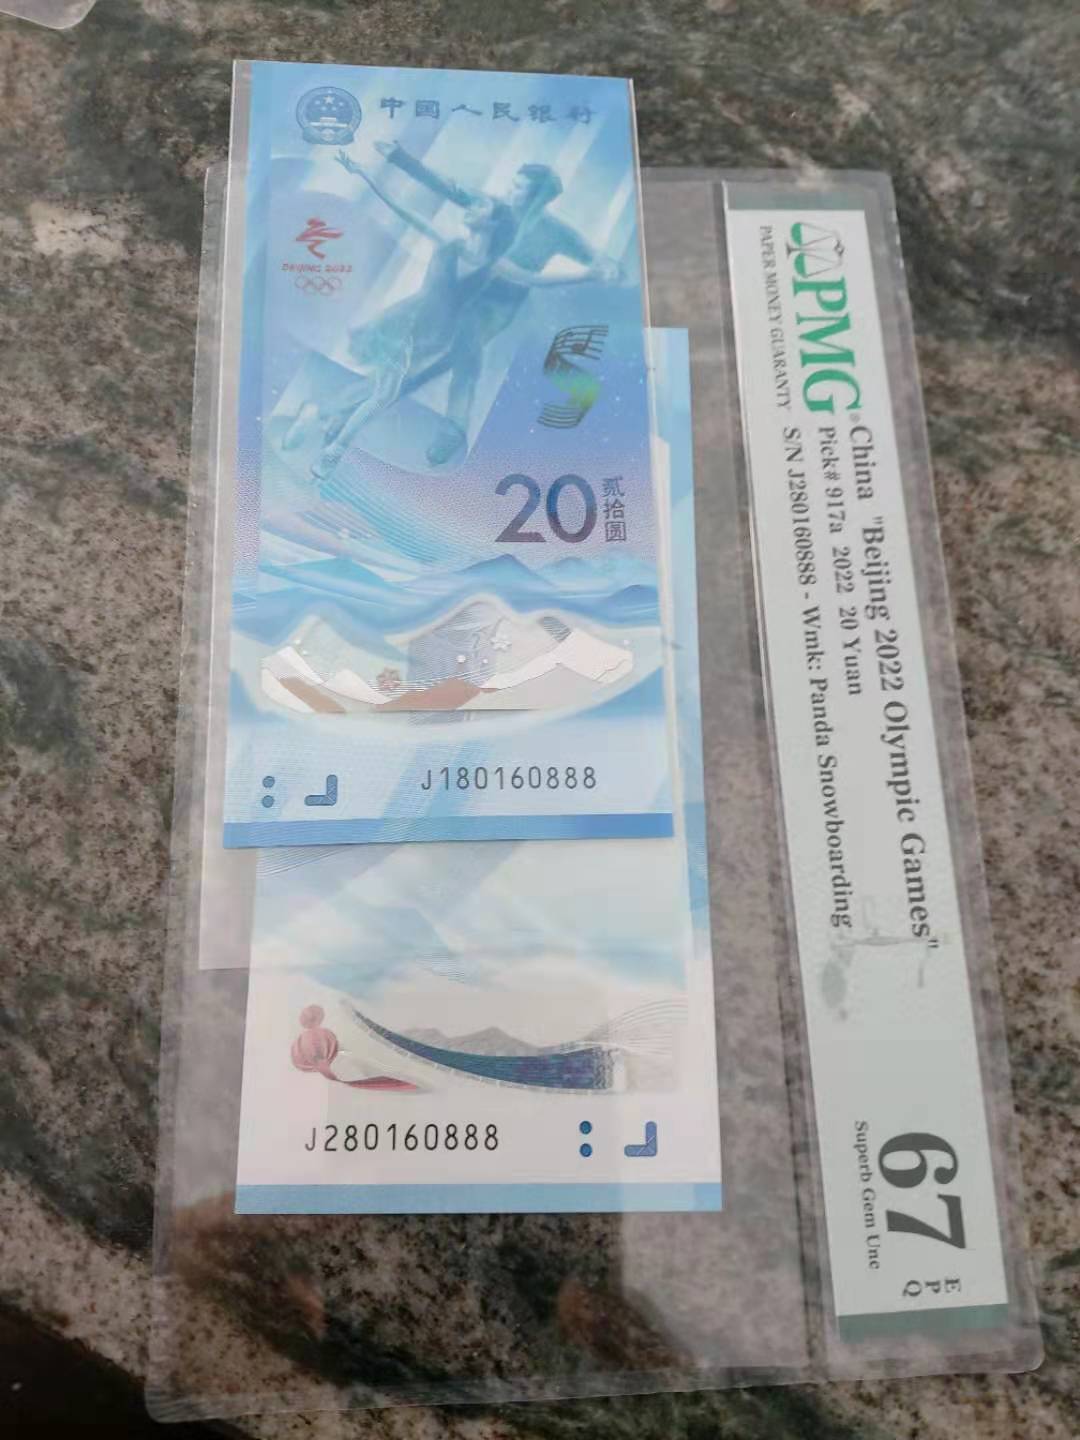 中国人民银行
BEIJING 2022
20
贰拾圆
J180160888
J280160888
PMG
PAPER MONEY GUARANTY
China "Beijing 2022 Olympic Games"
Pick# 917a 2022 20 Yuan
S/N J280160888 - Wmk: Panda Snowboarding
67
EPQ
Superb Gem Unc